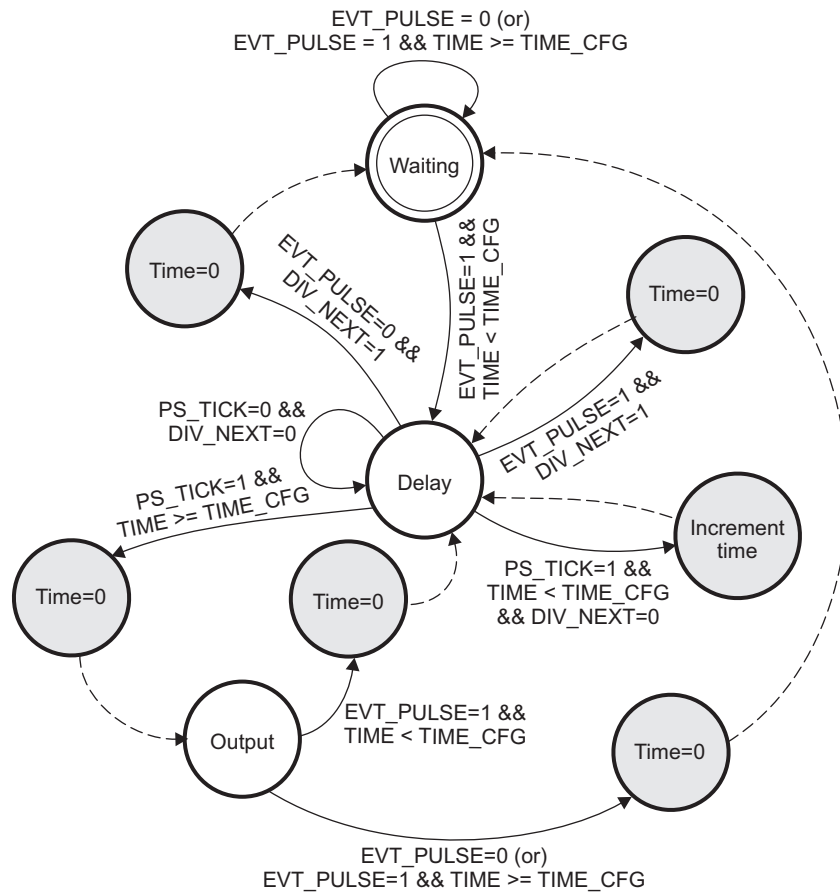 EVT_PULSE = 0 (or)
EVT_PULSE = 1 && TIME >= TIME_CFG
Waiting
Time=0
EVT_PULSE=0 &&
DIV_NEXT=1
EVT_PULSE=1 &&
TIME < TIME_CFG
Time=0
EVT_PULSE=1 &&
DIV_NEXT=1
PS_TICK=0 &&
DIV_NEXT=0
Delay
PS_TICK=1 &&
TIME >= TIME_CFG
Increment
time
PS_TICK=1 &&
TIME < TIME_CFG
&& DIV_NEXT=0
Time=0
Time=0
EVT_PULSE=1 &&
TIME < TIME_CFG
Output
Time=0
EVT_PULSE=0 (or)
EVT_PULSE=1 && TIME >= TIME_CFG